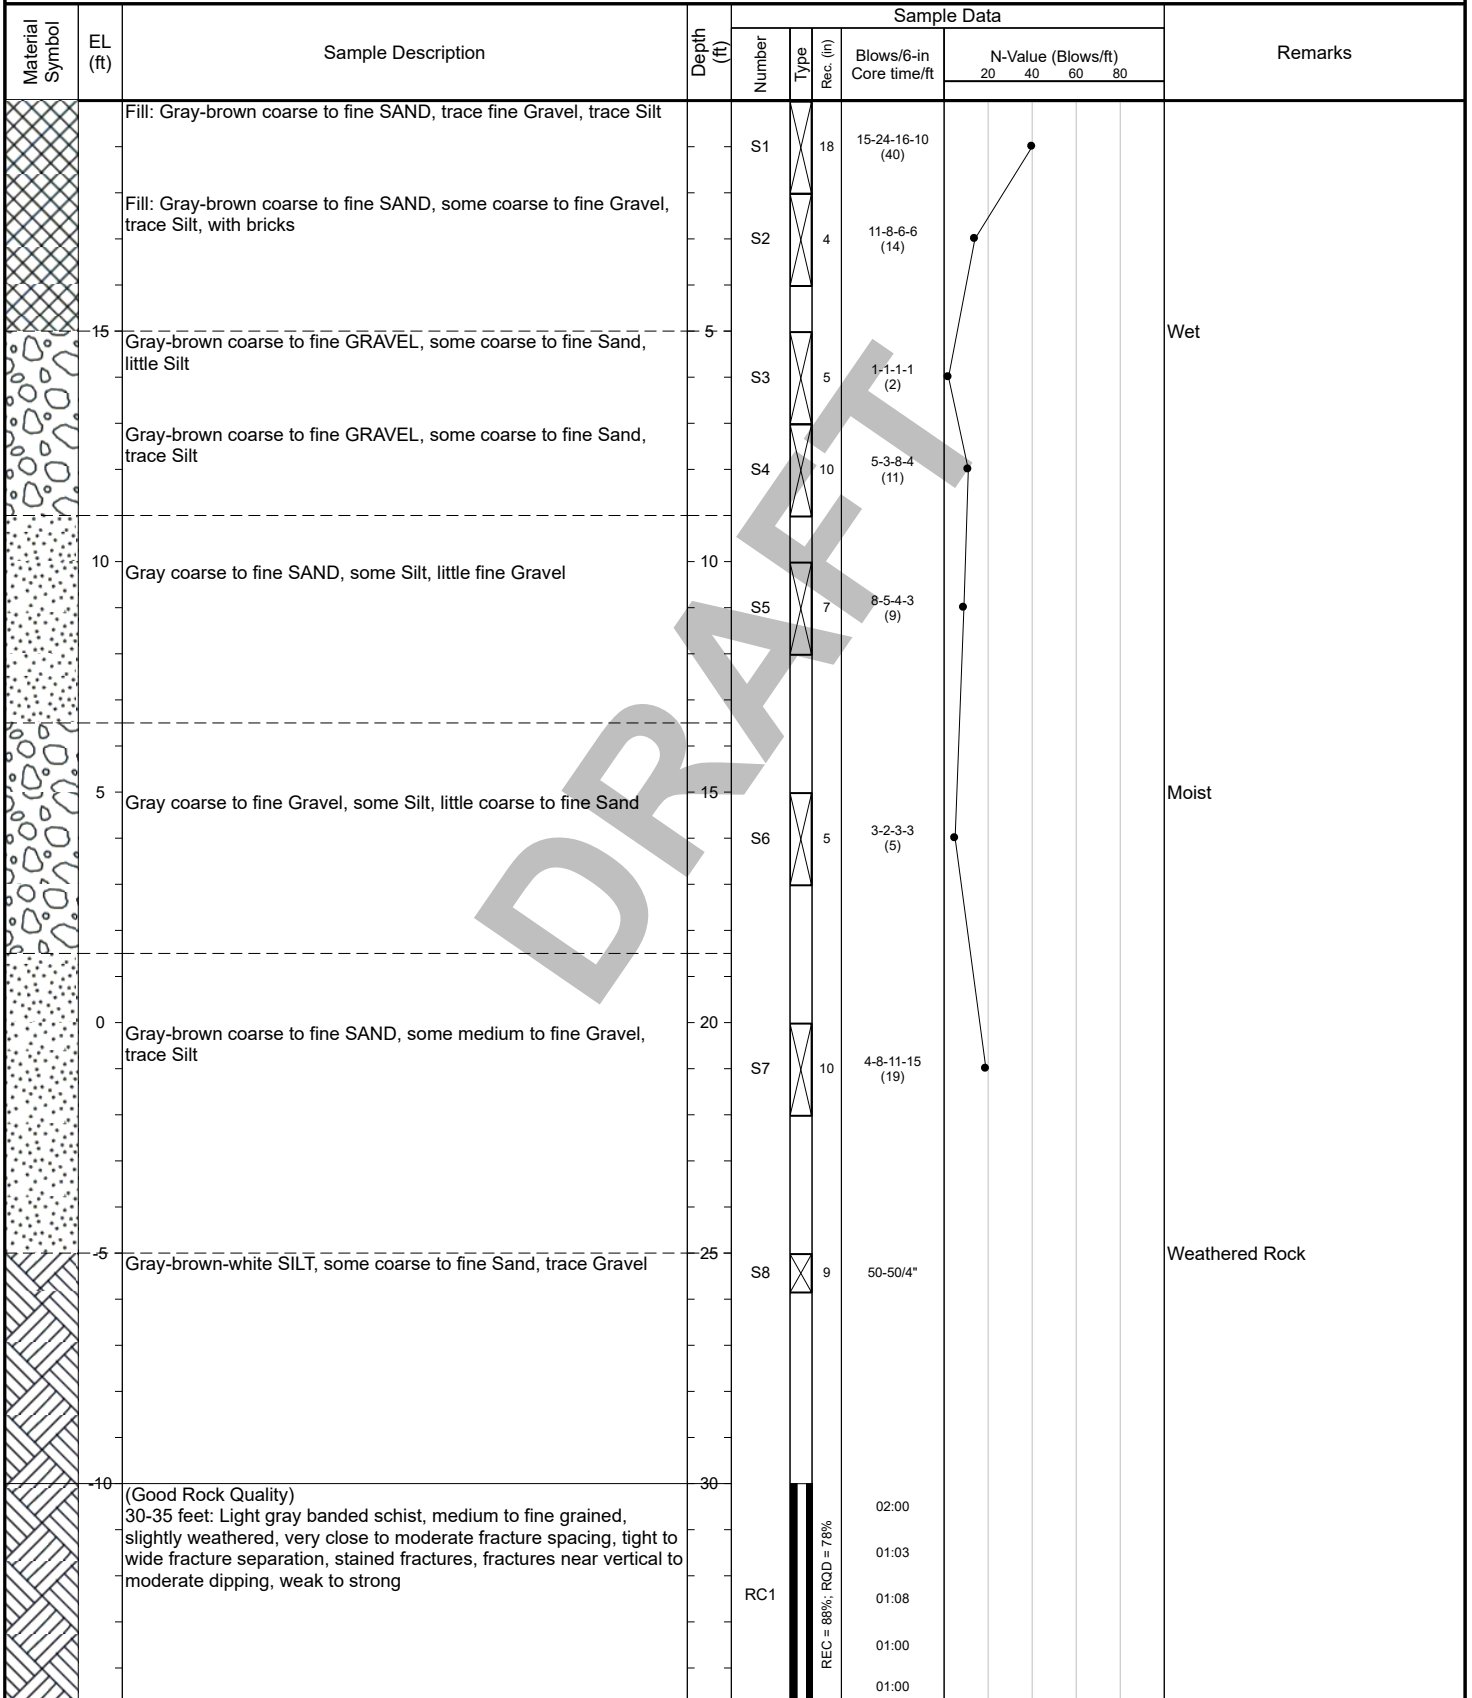 Sample Data
Material
Symbol
EL
(ft)
Sample Description
Depth
(ft)
Number
Type
Rec. (in)
Blows/6-in
Core time/ft
N-Value (Blows/ft)
20 40 60 80
Remarks
Fill: Gray-brown coarse to fine SAND, trace fine Gravel, trace Silt
S1 18 15-24-16-10
(40)
Fill: Gray-brown coarse to fine SAND, some coarse to fine Gravel,
trace Silt, with bricks
S2 4 11-8-6-6
(14)
15 5 Wet
Gray-brown coarse to fine GRAVEL, some coarse to fine Sand,
little Silt
S3 5 1-1-1-1
(2)
Gray-brown coarse to fine GRAVEL, some coarse to fine Sand,
trace Silt
S4 10 5-3-8-4
(11)
10 10
Gray coarse to fine SAND, some Silt, little fine Gravel
S5 7 8-5-4-3
(9)
5 15 Moist
Gray coarse to fine Gravel, some Silt, little coarse to fine Sand
S6 5 3-2-3-3
(5)
0 20
Gray-brown coarse to fine SAND, some medium to fine Gravel,
trace Silt
S7 10 4-8-11-15
(19)
-5 25 Weathered Rock
Gray-brown-white SILT, some coarse to fine Sand, trace Gravel
S8 9 50-50/4"
-10 30
(Good Rock Quality)
30-35 feet: Light gray banded schist, medium to fine grained,
slightly weathered, very close to moderate fracture spacing, tight to
wide fracture separation, stained fractures, fractures near vertical to
moderate dipping, weak to strong
RC1
REC = 88%; RQD = 78%
02:00
01:03
01:08
01:00
01:00
DRAFT